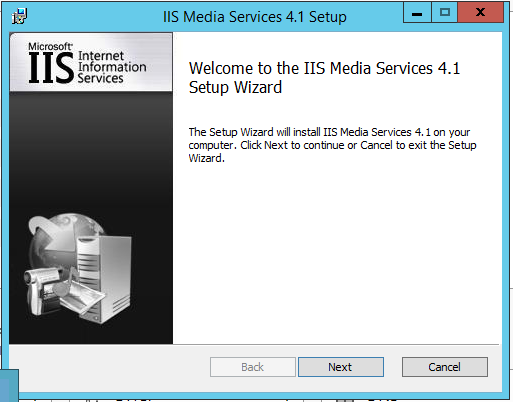 IIS Media Services 4.1 Setup
Microsoft®
IIS Internet
Information
Services
Welcome to the IIS Media Services 4.1
Setup Wizard
The Setup Wizard will install IIS Media Services 4.1 on your
computer. Click Next to continue or Cancel to exit the Setup
Wizard.
Back Next Cancel